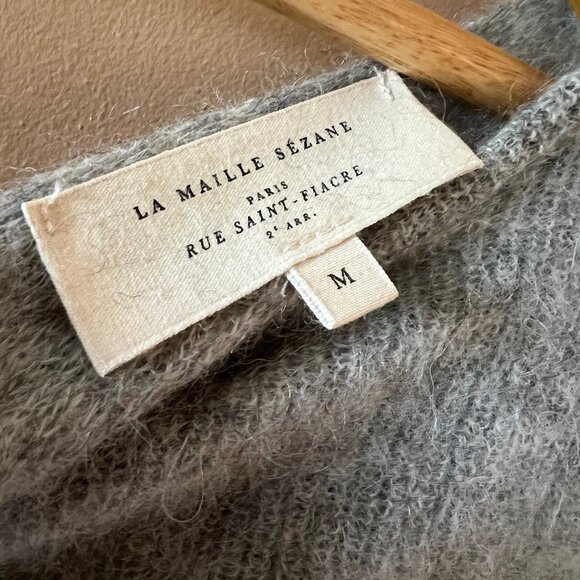 LA MAILLE SÉZANE
PARIS
RUE SAINT-FIACRE
2E ARR.
M